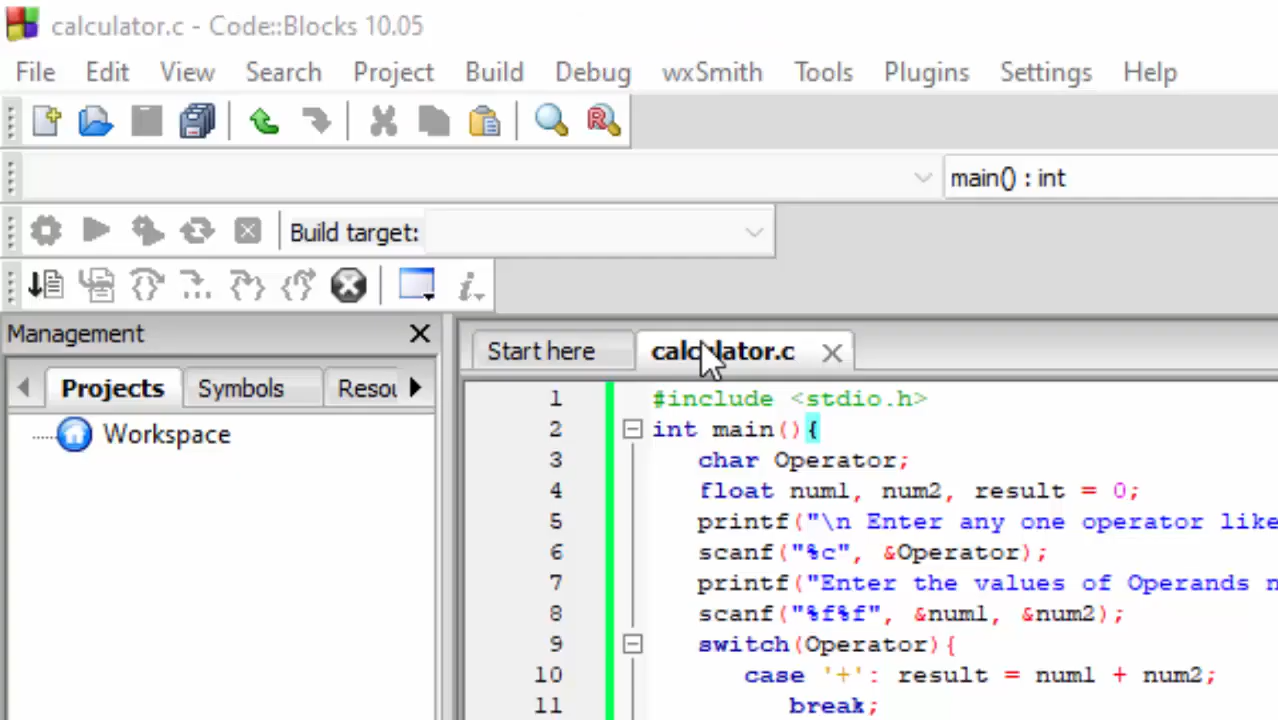 calculator.c - Code::Blocks 10.05
File Edit View Search Project Build Debug wxSmith Tools Plugins Settings Help
main() : int
Build target:
Management
Start here calculator.c
Projects Symbols Resou
Workspace
1 #include <stdio.h>
2 int main(){
3 char Operator;
4 float num1, num2, result = 0;
5 printf("\n Enter any one operator like
6 scanf("%c", &Operator);
7 printf("Enter the values of Operands n
8 scanf("%f%f", &num1, &num2);
9 switch(Operator){
10 case '+': result = num1 + num2;
11 break;